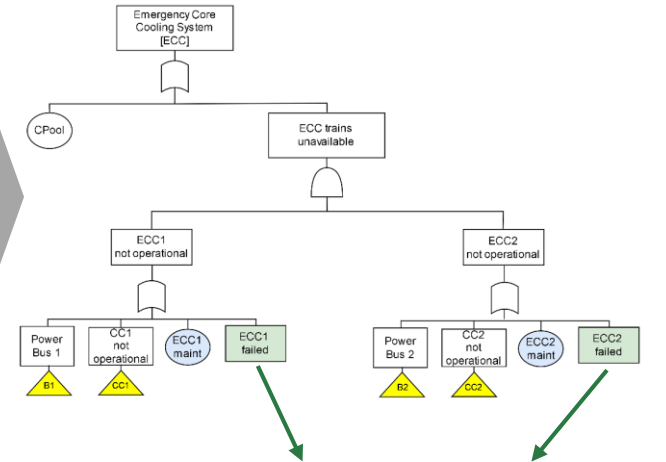 Emergency Core
Cooling System
[ECC]
CPool
ECC trains
unavailable
ECC1
not operational
ECC2
not operational
Power
Bus 1
CC1
not
operational
ECC1
maint
ECC1
failed
Power
Bus 2
CC2
not
operational
ECC2
maint
ECC2
failed
B1
CC1
B2
CC2